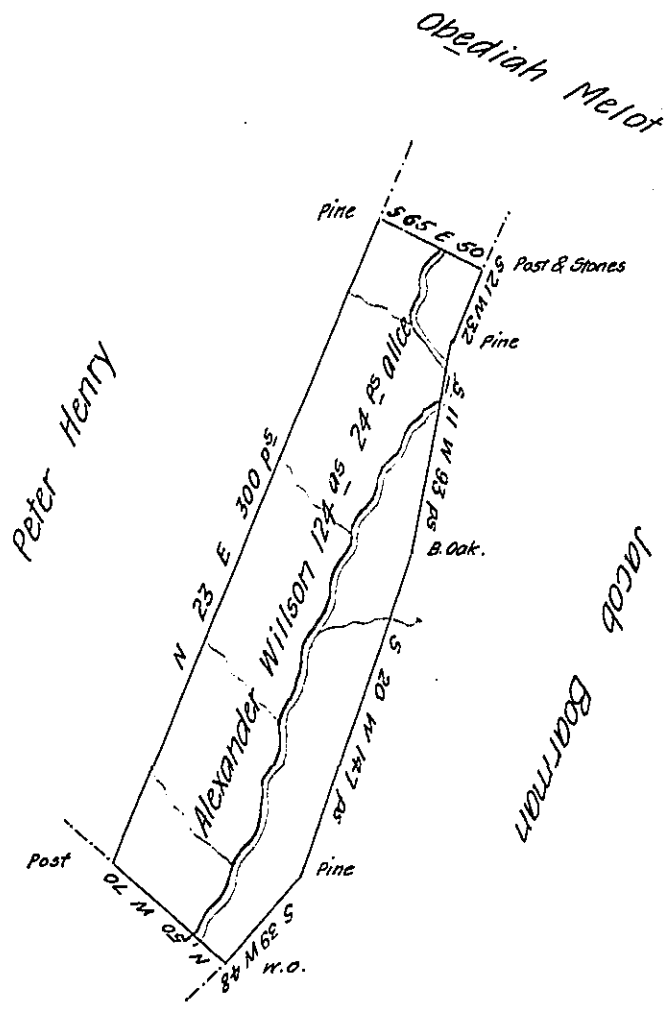 Obediah Melot
Pine
S 65 E 50
Post & Stones
S 21 W 32
Pine
Peter Henry
N 23 E 300 ps
Alexander Willson 124 as 24 ps allce
S 11 W 93 ps
B. Oak.
Jacob Boarman
S 20 W 147 ps
Post
Pine
N. 50 W 70
S 39 W 48
W.O.